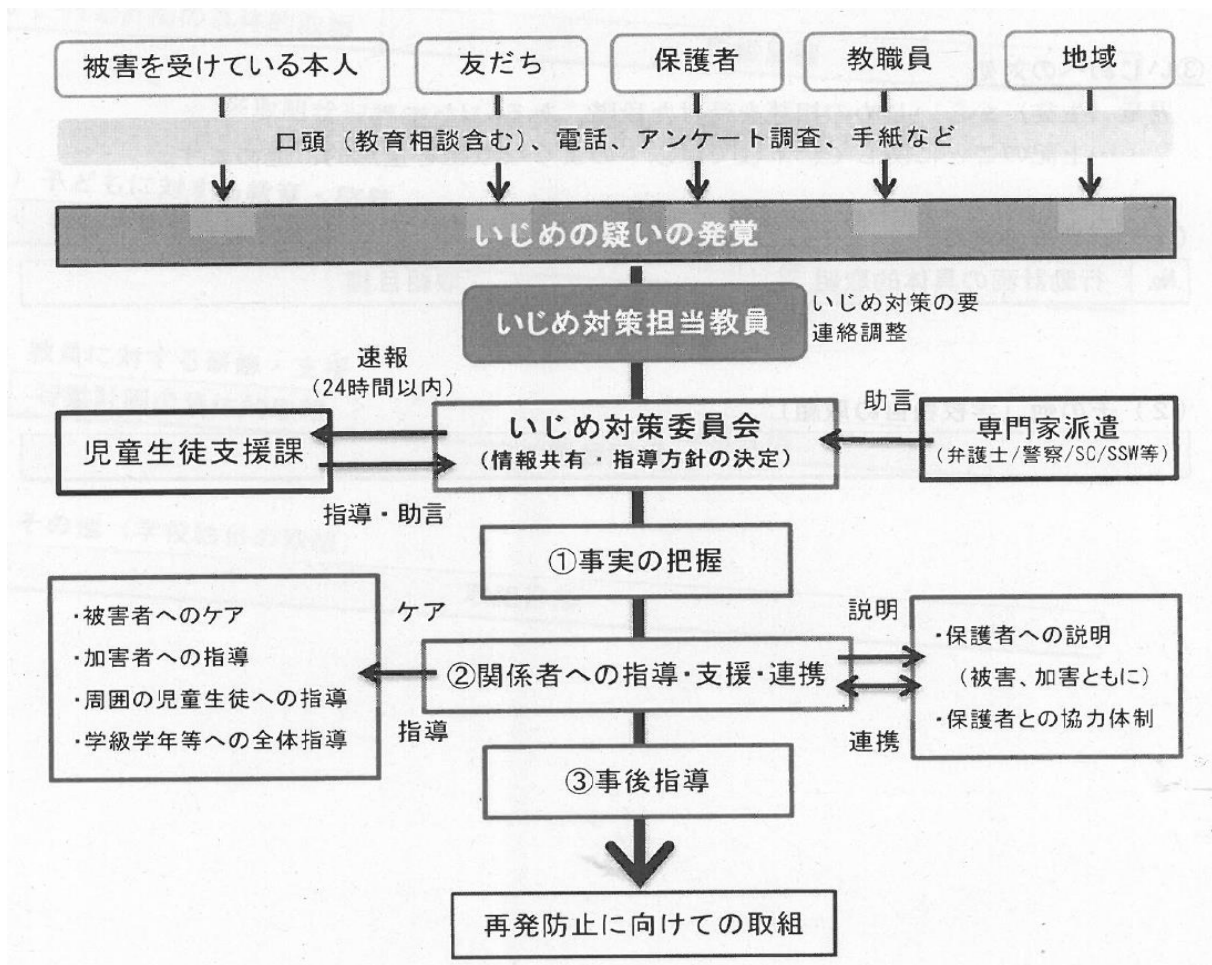 被害を受けている本人
友だち
保護者
教職員
地域
口頭（教育相談含む）、電話、アンケート調査、手紙など
いじめの疑いの発覚
いじめ対策担当教員
いじめ対策の要
連絡調整
速報
（24時間以内）
児童生徒支援課
指導・助言
いじめ対策委員会
（情報共有・指導方針の決定）
助言
専門家派遣
（弁護士/警察/SC/SSW等）
①事実の把握
・被害者へのケア
・加害者への指導
・周囲の児童生徒への指導
・学級学年等への全体指導
ケア
指導
②関係者への指導・支援・連携
説明
連携
・保護者への説明
（被害、加害ともに）
・保護者との協力体制
③事後指導
再発防止に向けての取組